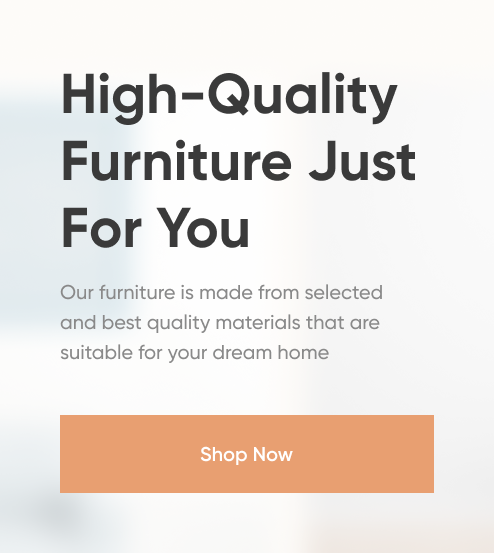 High-Quality
Furniture Just
For You
Our furniture is made from selected
and best quality materials that are
suitable for your dream home
Shop Now